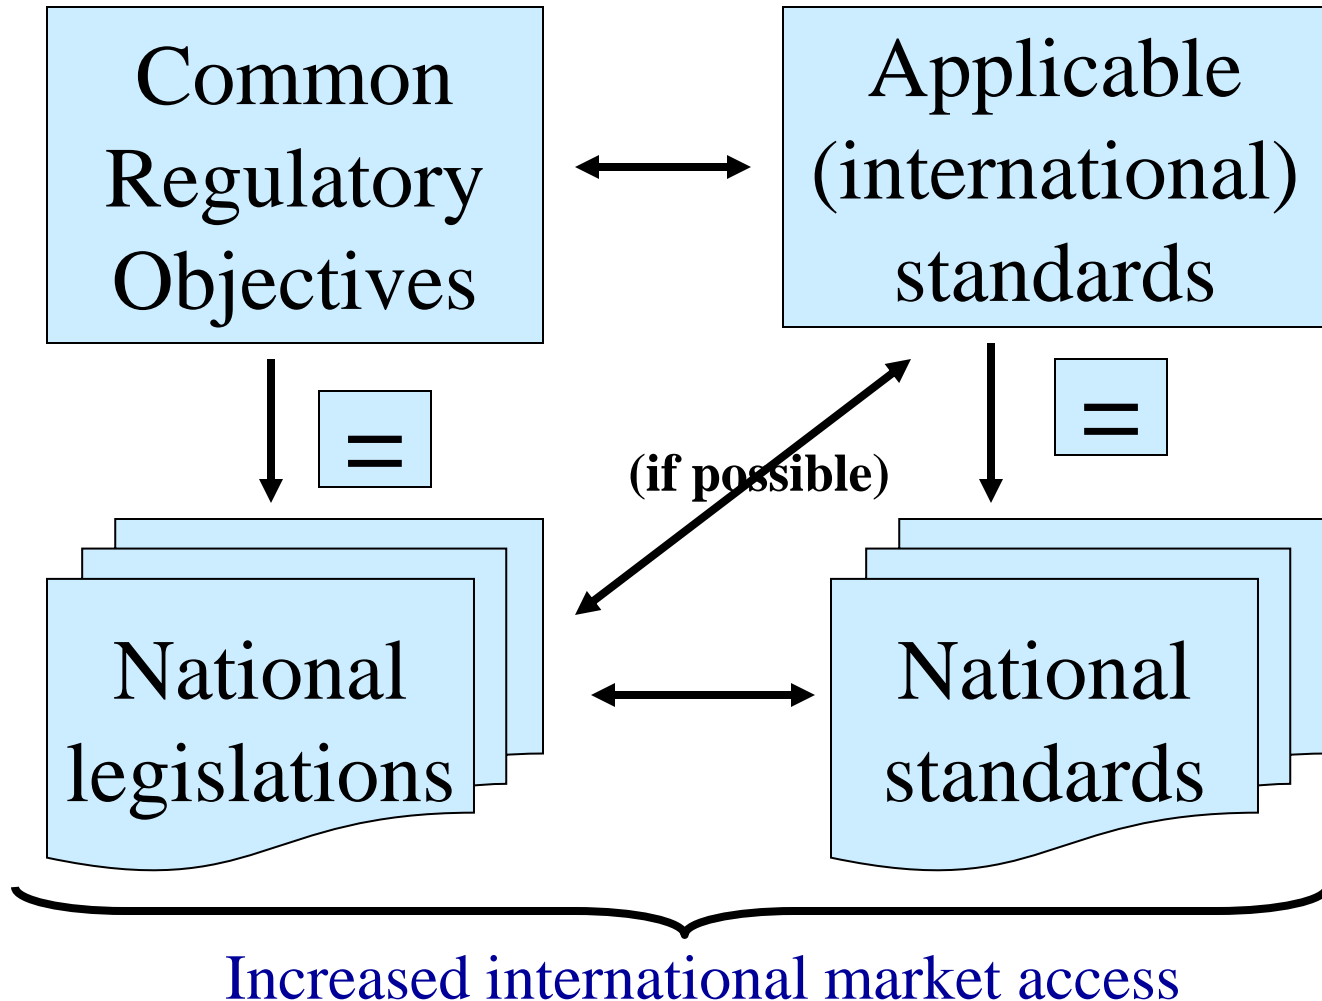 Common
Regulatory
Objectives
Applicable
(international)
standards
=
=
(if possible)
National
legislations
National
standards
Increased international market access